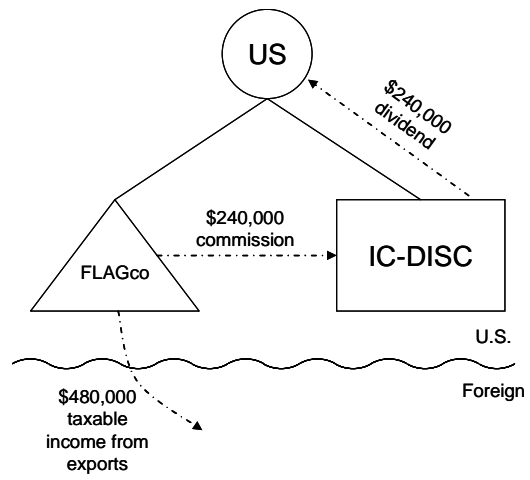 US
$240,000
dividend
$240,000
commission
FLAGco
IC-DISC
U.S.
Foreign
$480,000
taxable
income from
exports